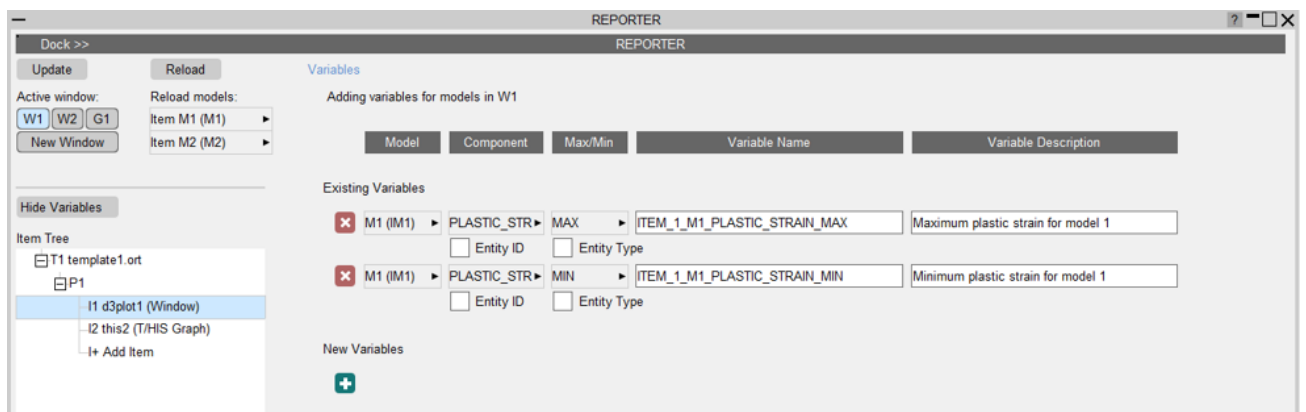 REPORTER
?
Dock >> REPORTER
Update Reload Variables
Active window: Reload models: Adding variables for models in W1
W1 W2 G1 Item M1 (M1)
New Window Item M2 (M2) Model Component Max/Min Variable Name Variable Description
Existing Variables
Hide Variables
M1 (IM1) PLASTIC_STR MAX ITEM_1_M1_PLASTIC_STRAIN_MAX Maximum plastic strain for model 1
Item Tree
Entity ID Entity Type
T1 template1.ort
P1
M1 (IM1) PLASTIC_STR MIN ITEM_1_M1_PLASTIC_STRAIN_MIN Minimum plastic strain for model 1
I1 d3plot1 (Window)
Entity ID Entity Type
I2 this2 (T/HIS Graph)
I+ Add Item
New Variables